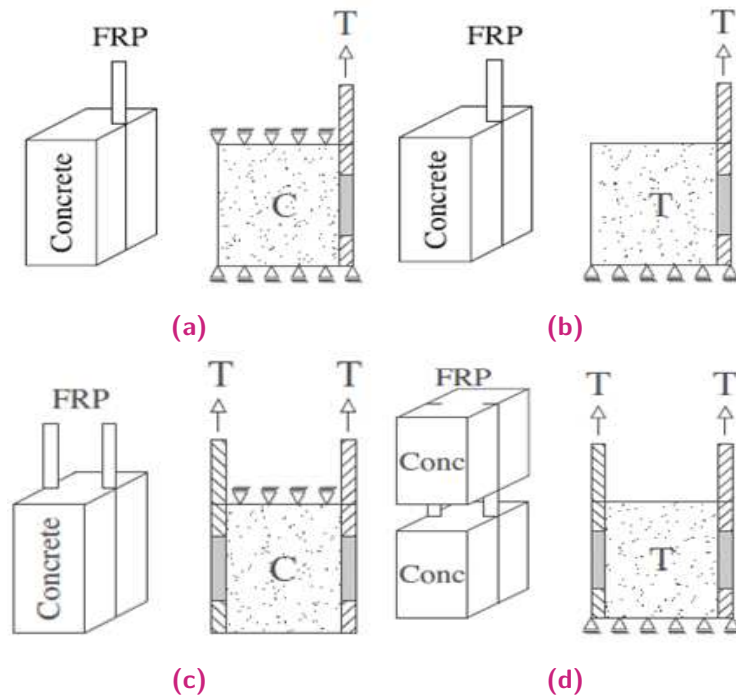 FRP
T
Concrete
C
(a)
FRP
T
Concrete
T
(b)
FRP
T T
Concrete
C
(c)
FRP
Conc
Conc
T T
T
(d)